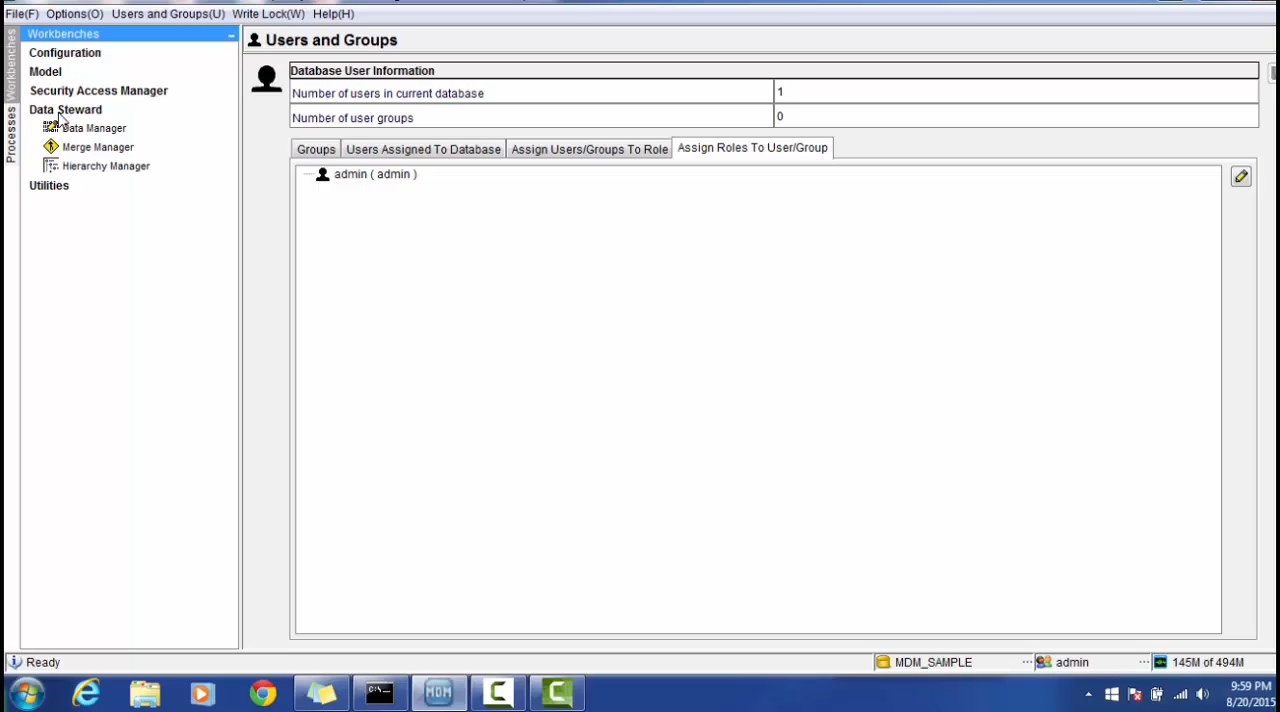 File(F) Options(O) Users and Groups(U) Write Lock(W) Help(H)
Workbenches
Processes
Workbenches
Configuration
Model
Security Access Manager
Data Steward
Data Manager
Merge Manager
Hierarchy Manager
Utilities
Users and Groups
Database User Information
Number of users in current database 1
Number of user groups 0
Groups Users Assigned To Database Assign Users/Groups To Role Assign Roles To User/Group
admin ( admin )
Ready MDM_SAMPLE ··· admin ··· 145M of 494M
C:\. MDM C C
9:59 PM
8/20/2015